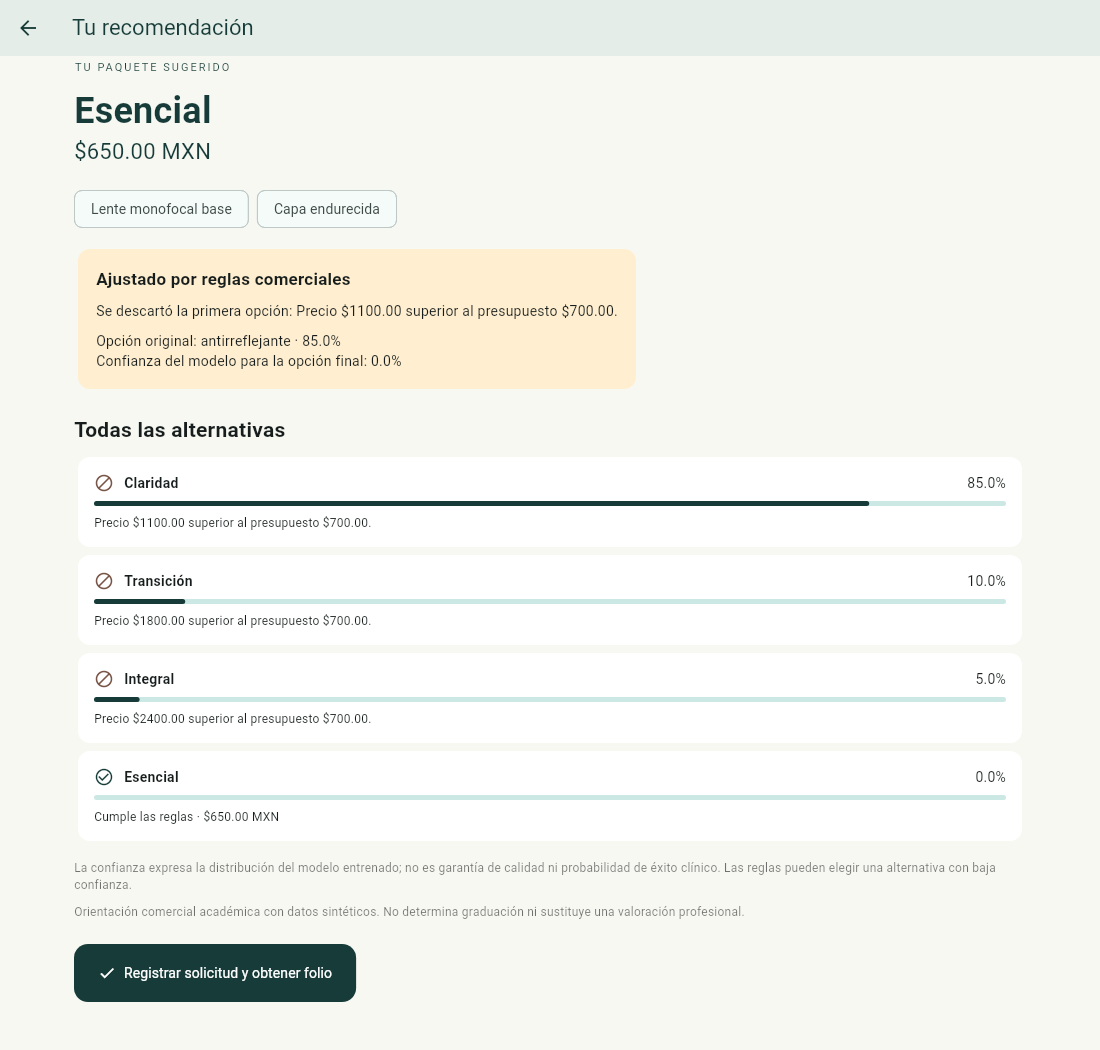 Tu recomendación
TU PAQUETE SUGERIDO
Esencial
$650.00 MXN
Lente monofocal base
Capa endurecida
Ajustado por reglas comerciales
Se descartó la primera opción: Precio $1100.00 superior al presupuesto $700.00.
Opción original: antirreflejante · 85.0%
Confianza del modelo para la opción final: 0.0%
Todas las alternativas
Claridad 85.0%
Precio $1100.00 superior al presupuesto $700.00.
Transición 10.0%
Precio $1800.00 superior al presupuesto $700.00.
Integral 5.0%
Precio $2400.00 superior al presupuesto $700.00.
Esencial 0.0%
Cumple las reglas · $650.00 MXN
La confianza expresa la distribución del modelo entrenado; no es garantía de calidad ni probabilidad de éxito clínico. Las reglas pueden elegir una alternativa con baja
confianza.
Orientación comercial académica con datos sintéticos. No determina graduación ni sustituye una valoración profesional.
Registrar solicitud y obtener folio